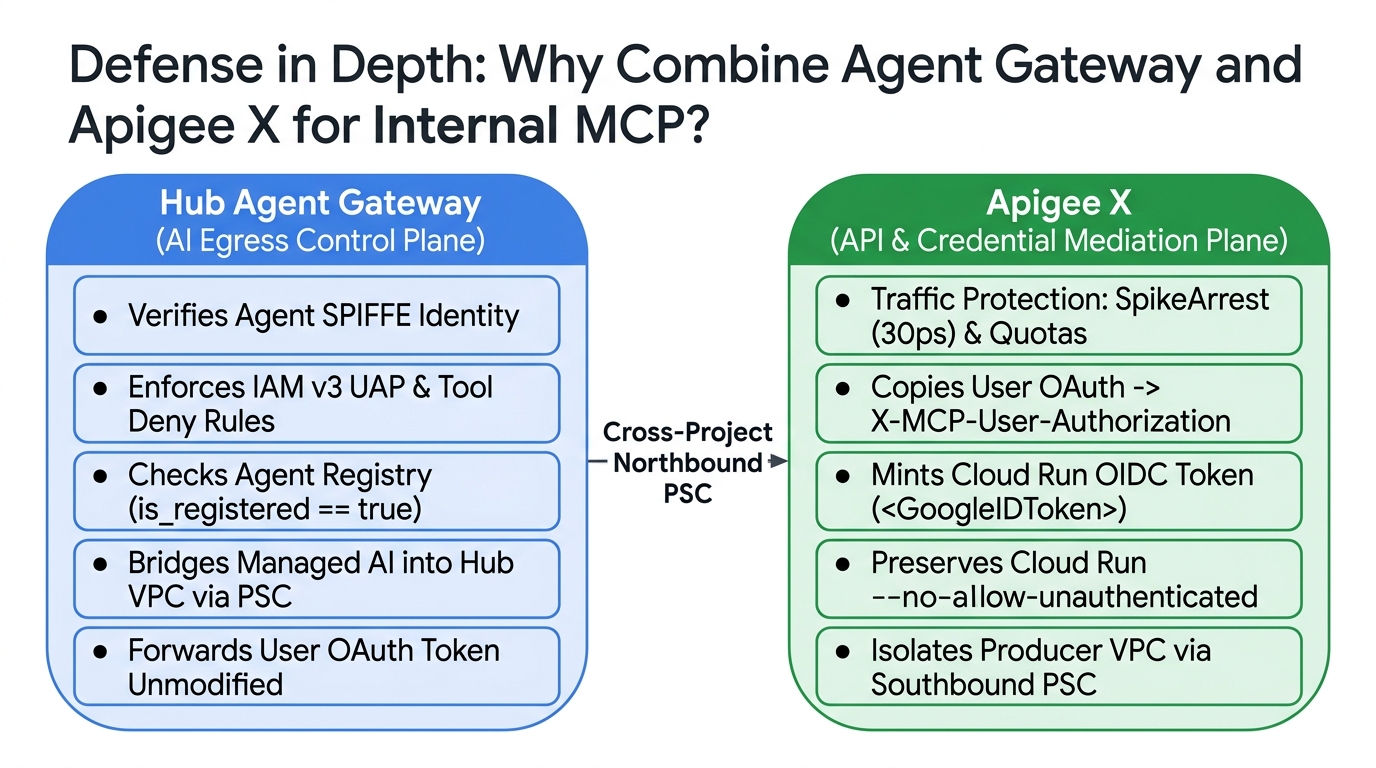 Defense in Depth: Why Combine Agent Gateway and
Apigee X for Internal MCP?
Hub Agent Gateway
(AI Egress Control Plane)
• Verifies Agent SPIFFE Identity
• Enforces IAM v3 UAP & Tool
Deny Rules
• Checks Agent Registry
(is_registered == true)
• Bridges Managed AI into Hub
VPC via PSC
• Forwards User OAuth Token
Unmodified
Cross-Project
Northbound
PSC
Apigee X
(API & Credential Mediation Plane)
• Traffic Protection: SpikeArrest
(30ps) & Quotas
• Copies User OAuth ->
X-MCP-User-Authorization
• Mints Cloud Run OIDC Token
(<GoogleIDToken>)
• Preserves Cloud Run
--no-allow-unauthenticated
• Isolates Producer VPC via
Southbound PSC